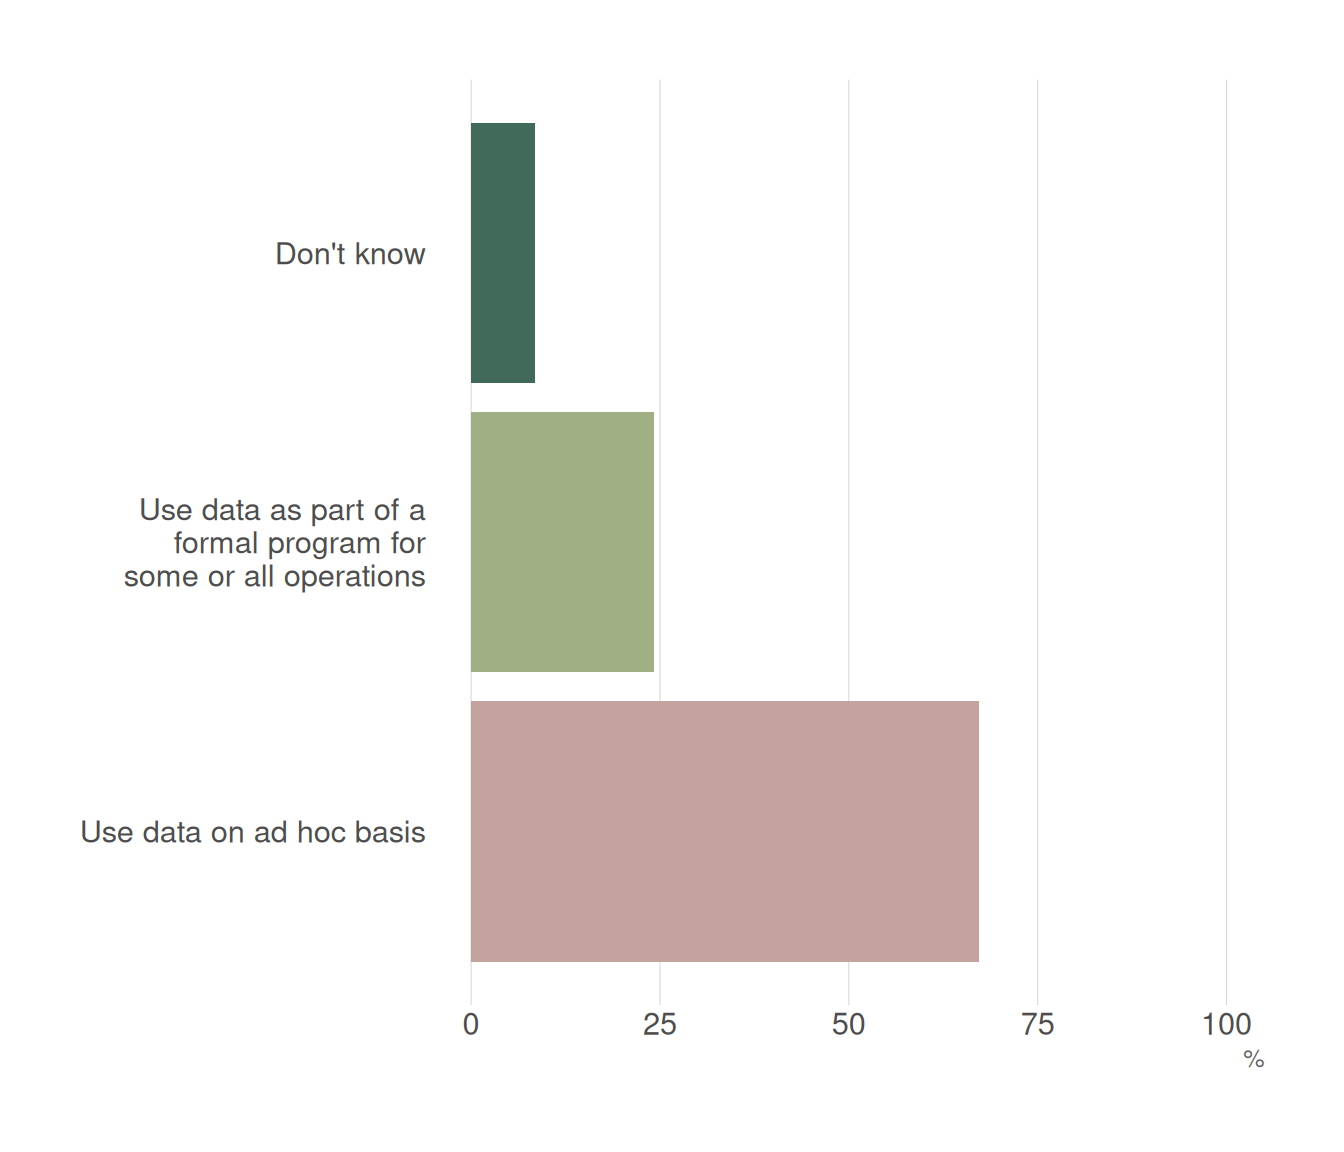 Don't know
Use data as part of a
formal program for
some or all operations
Use data on ad hoc basis
0 25 50 75 100
%